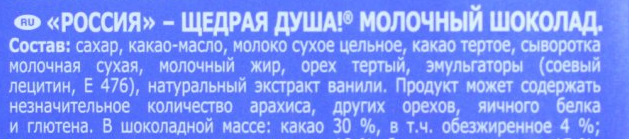 RU «РОССИЯ» – ЩЕДРАЯ ДУША!® МОЛОЧНЫЙ ШОКОЛАД.
Состав: сахар, какао-масло, молоко сухое цельное, какао тертое, сыворотка
молочная сухая, молочный жир, орех тертый, эмульгаторы (соевый
лецитин, Е 476), натуральный экстракт ванили. Продукт может содержать
незначительное количество арахиса, других орехов, яичного белка
и глютена. В шоколадной массе: какао 30 %, в т.ч. обезжиренное 4 %;